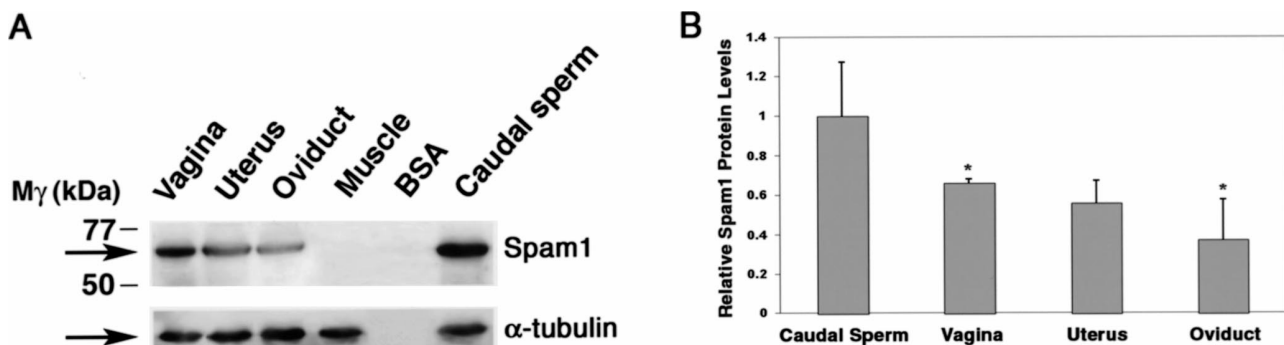 A
Vagina
Uterus
Oviduct
Muscle
BSA
Caudal sperm
Mγ (kDa)
77
50
Spam1
α-tubulin
B
Relative Spam1 Protein Levels
1.4
1.2
1
0.8
0.6
0.4
0.2
0
*
*
Caudal Sperm Vagina Uterus Oviduct